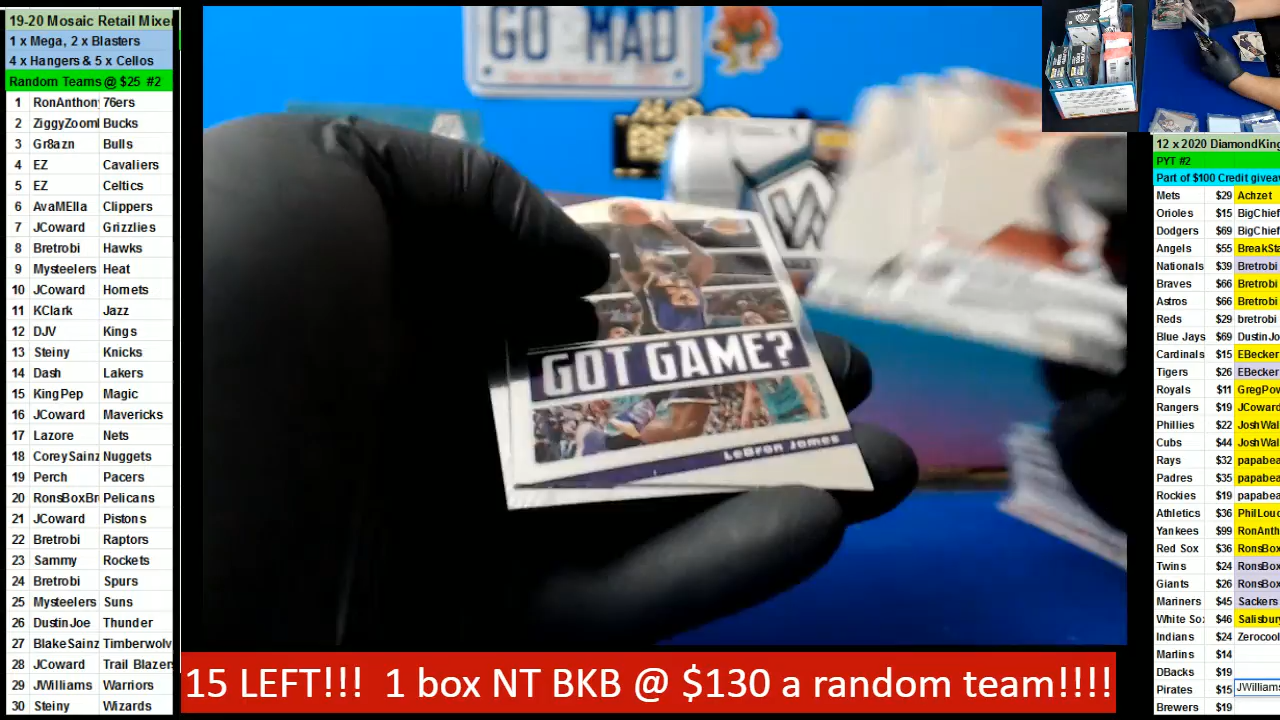 19-20 Mosaic Retail Mixer
1 x Mega, 2 x Blasters
4 x Hangers & 5 x Cellos
Random Teams @ $25 #2
1 RonAnthony 76ers
2 ZiggyZoom Bucks
3 Gr8azn Bulls
4 EZ Cavaliers
5 EZ Celtics
6 AvaMElla Clippers
7 JCoward Grizzlies
8 Bretrobi Hawks
9 Mysteelers Heat
10 JCoward Hornets
11 KClark Jazz
12 DJV Kings
13 Steiny Knicks
14 Dash Lakers
15 KingPep Magic
16 JCoward Mavericks
17 Lazore Nets
18 CoreySainz Nuggets
19 Perch Pacers
20 RonsBoxBr Pelicans
21 JCoward Pistons
22 Bretrobi Raptors
23 Sammy Rockets
24 Bretrobi Spurs
25 Mysteelers Suns
26 DustinJoe Thunder
27 BlakeSainz Timberwolv
28 JCoward Trail Blazers
29 JWilliams Warriors
30 Steiny Wizards
GO MAD
GOT GAME?
LeBron James
15 LEFT!!! 1 box NT BKB @ $130 a random team!!!!
12 x 2020 DiamondKing
PYT #2
Part of $100 Credit givea
Mets $29 Achzet
Orioles $15 BigChief
Dodgers $69 BigChief
Angels $55 BreakSta
Nationals $39 Bretrobi
Braves $66 Bretrobi
Astros $66 Bretrobi
Reds $29 bretrobi
Blue Jays $69 DustinJo
Cardinals $15 EBecker
Tigers $26 EBecker
Royals $11 GregPow
Rangers $19 JCoward
Phillies $22 JoshWal
Cubs $44 JoshWal
Rays $32 papabea
Padres $35 papabea
Rockies $19 papabea
Athletics $36 PhilLoud
Yankees $99 RonAnth
Red Sox $36 RonsBox
Twins $24 RonsBox
Giants $26 RonsBox
Mariners $45 Sackers
White Sox $46 Salisbury
Indians $24 Zerocool
Marlins $14
DBacks $19
Pirates $15 JWilliams
Brewers $19